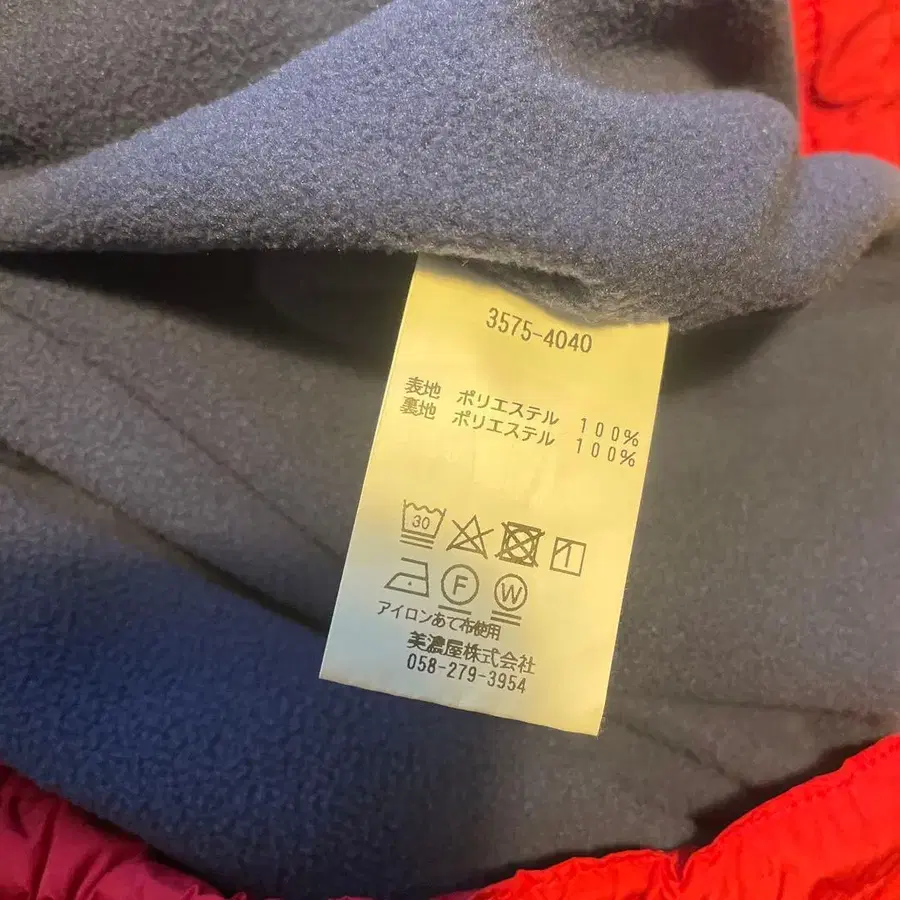 3575-4040
表地 ポリエステル 100%
裏地 ポリエステル 100%
30
F W
アイロンあて布使用
美濃屋株式会社
058-279-3954